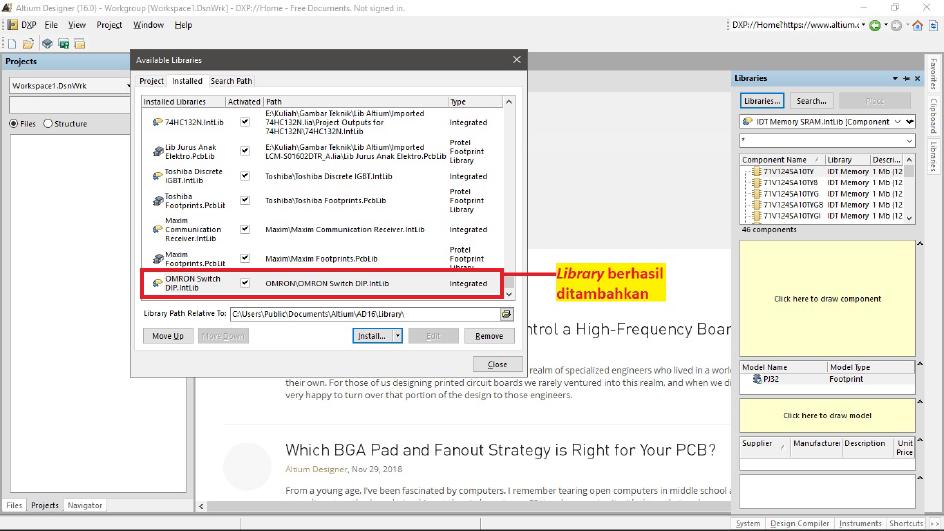 Altium Designer (16.0) - Workgroup [Workspace1.DsnWrk] - DXP://Home - Free Documents. Not signed in.
DXP File View Project Window Help
DXP://Home?https://www.altium.c
Projects
Workspace1.DsnWrk
Files Structure
Files Projects Navigator
Available Libraries
Project Installed Search Path
Installed Libraries Activated Path Type
74HC132N.IntLib
E:\Kuliah\Gambar Teknik\Lib Altium\Imported
74HC132N.lia\Project Outputs for
74HC132N\74HC132N.IntLib
Integrated
Lib Jurus Anak
Elektro.PcbLib
E:\Kuliah\Gambar Teknik\Lib Altium\Imported
LCM-S01602DTR_A.lia\Lib Jurus Anak Elektro.PcbLib
Protel
Footprint
Library
Toshiba Discrete
IGBT.IntLib
Toshiba\Toshiba Discrete IGBT.IntLib
Integrated
Toshiba
Footprints.PcbLib
Toshiba\Toshiba Footprints.PcbLib
Protel
Footprint
Library
Maxim
Communication
Receiver.IntLib
Maxim\Maxim Communication Receiver.IntLib
Integrated
Maxim
Footprints.PcbLib
Maxim\Maxim Footprints.PcbLib
Protel
Footprint
Library
OMRON Switch
DIP.IntLib
OMRON\OMRON Switch DIP.IntLib
Integrated
Library Path Relative To: C:\Users\Public\Documents\Altium\AD16\Library\
Move Up Move Down Install... Edit Remove
Close
Library berhasil
ditambahkan
ntrol a High-Frequency Boar
realm of specialized engineers who lived in a world
their own. For those of us designing printed circuit boards we rarely ventured into this realm, and when we di
very happy to turn over that portion of the design to those engineers.
Which BGA Pad and Fanout Strategy is Right for Your PCB?
Altium Designer, Nov 29, 2018
From a young age, I've been fascinated by computers. I remember tearing open computers in middle school a
Libraries
Libraries... Search... Place
IDT Memory SRAM.IntLib [Component
*
Component Name Library Descri...
71V124SA10TY IDT Memory 1 Mb (12
71V124SA10TY8 IDT Memory 1 Mb (12
71V124SA10TYG IDT Memory 1 Mb (12
71V124SA10TYG8 IDT Memory 1 Mb (12
71V124SA10TYGI IDT Memory 1 Mb (12
46 components
Click here to draw component
Model Name Model Type
PJ32 Footprint
Click here to draw model
Supplier Manufacturer Description Unit
Price
Favorites
Clipboard
Libraries
System Design Compiler Instruments Shortcuts